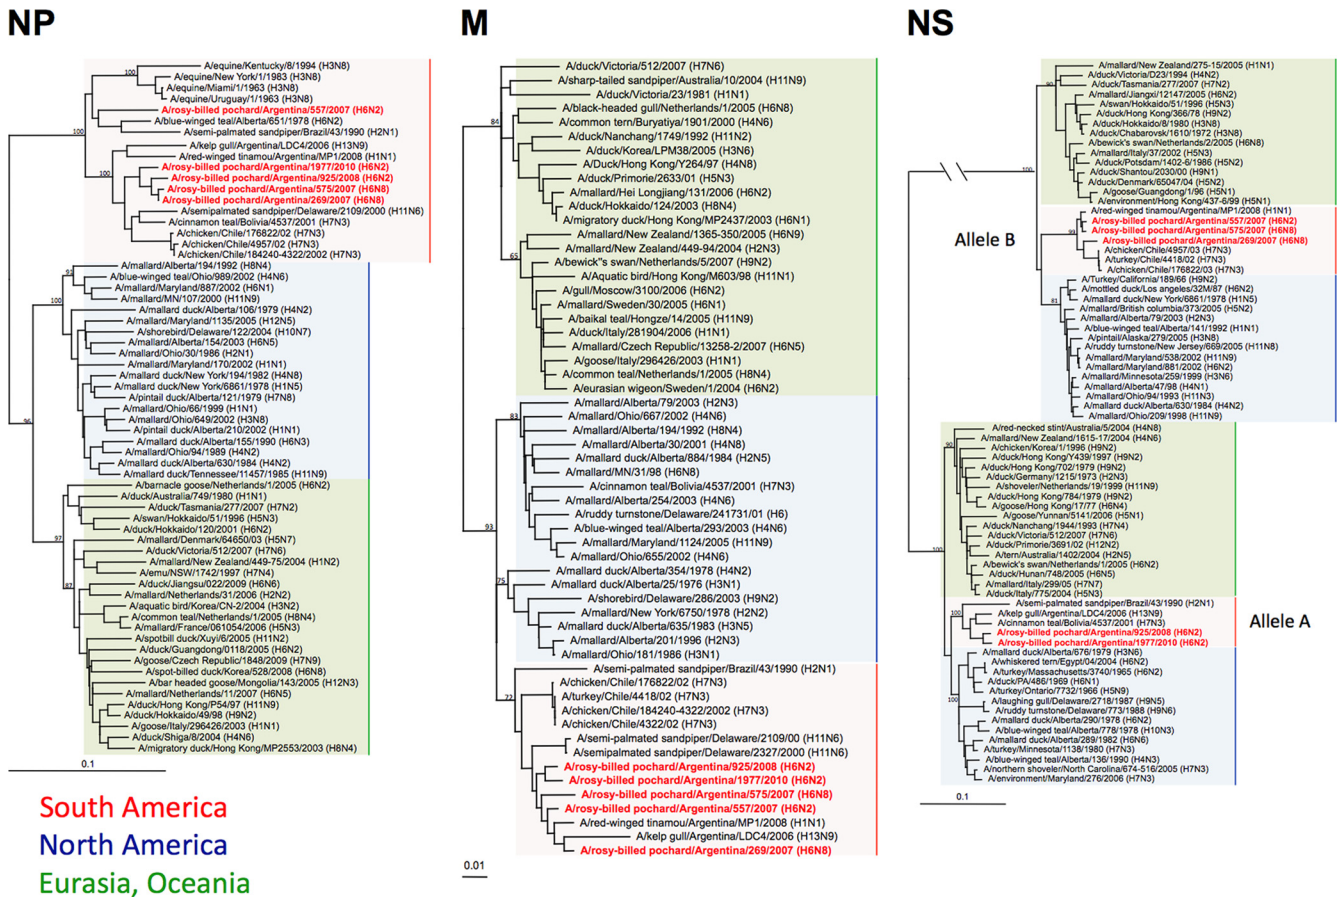 NP
A/equine/Kentucky/8/1994 (H3N8)
100
A/equine/New York/1/1983 (H3N8)
A/equine/Miami/1/1963 (H3N8)
A/equine/Uruguay/1/1963 (H3N8)
A/rosy-billed pochard/Argentina/557/2007 (H6N2)
A/blue-winged teal/Alberta/651/1978 (H6N2)
100
A/semi-palmated sandpiper/Brazil/43/1990 (H2N1)
A/kelp gull/Argentina/LDC4/2006 (H13N9)
A/red-winged tinamou/Argentina/MP1/2008 (H1N1)
A/rosy-billed pochard/Argentina/1977/2010 (H6N2)
100
A/rosy-billed pochard/Argentina/925/2008 (H6N2)
A/rosy-billed pochard/Argentina/575/2007 (H6N8)
A/rosy-billed pochard/Argentina/269/2007 (H6N8)
A/semipalmated sandpiper/Delaware/2109/2000 (H11N6)
A/cinnamon teal/Bolivia/4537/2001 (H7N3)
A/chicken/Chile/176822/02 (H7N3)
A/chicken/Chile/4957/02 (H7N3)
A/chicken/Chile/184240-4322/2002 (H7N3)
A/mallard/Alberta/194/1992 (H8N4)
A/blue-winged teal/Ohio/989/2002 (H4N6)
A/mallard/Maryland/887/2002 (H6N1)
100
A/mallard/MN/107/2000 (H11N9)
A/mallard duck/Alberta/106/1979 (H4N2)
A/mallard/Maryland/1135/2005 (H12N5)
A/shorebird/Delaware/122/2004 (H10N7)
A/mallard/Alberta/154/2003 (H6N5)
A/mallard/Ohio/30/1986 (H2N1)
A/mallard/Maryland/170/2002 (H1N1)
A/mallard duck/New York/194/1982 (H4N8)
A/mallard duck/New York/6861/1978 (H1N5)
A/pintail duck/Alberta/121/1979 (H7N8)
A/mallard/Ohio/66/1999 (H1N1)
A/mallard/Ohio/649/2002 (H3N8)
96
A/pintail duck/Alberta/210/2002 (H1N1)
A/mallard duck/Alberta/155/1990 (H6N3)
A/mallard/Ohio/94/1989 (H4N2)
A/mallard duck/Alberta/630/1984 (H4N2)
A/mallard duck/Tennessee/11457/1985 (H11N9)
A/barnacle goose/Netherlands/1/2005 (H6N2)
A/duck/Australia/749/1980 (H1N1)
A/duck/Tasmania/277/2007 (H7N2)
A/swan/Hokkaido/51/1996 (H5N3)
A/duck/Hokkaido/120/2001 (H6N2)
97
A/mallard/Denmark/64650/03 (H5N7)
A/duck/Victoria/512/2007 (H7N6)
A/mallard/New Zealand/449-75/2004 (H1N2)
A/emu/NSW/1742/1997 (H7N4)
87
A/duck/Jiangsu/022/2009 (H6N6)
A/mallard/Netherlands/31/2006 (H2N2)
A/aquatic bird/Korea/CN-2/2004 (H3N2)
A/common teal/Netherlands/1/2005 (H8N4)
A/mallard/France/061054/2006 (H5N3)
A/spotbill duck/Xuyi/6/2005 (H11N2)
A/duck/Guangdong/0118/2005 (H6N2)
A/goose/Czech Republic/1848/2009 (H7N9)
A/spot-billed duck/Korea/528/2008 (H6N8)
A/bar headed goose/Mongolia/143/2005 (H12N3)
A/mallard/Netherlands/11/2007 (H6N5)
A/duck/Hong Kong/P54/97 (H11N9)
A/duck/Hokkaido/49/98 (H9N2)
A/goose/Italy/296426/2003 (H1N1)
A/duck/Shiga/8/2004 (H4N6)
A/migratory duck/Hong Kong/MP2553/2003 (H8N4)
0.1
South America
North America
Eurasia, Oceania
M
A/duck/Victoria/512/2007 (H7N6)
A/sharp-tailed sandpiper/Australia/10/2004 (H11N9)
A/duck/Victoria/23/1981 (H1N1)
A/black-headed gull/Netherlands/1/2005 (H6N8)
84
A/common tern/Buryatiya/1901/2000 (H4N6)
A/duck/Nanchang/1749/1992 (H11N2)
A/duck/Korea/LPM38/2005 (H3N6)
A/Duck/Hong Kong/Y264/97 (H4N8)
A/duck/Primorie/2633/01 (H5N3)
A/mallard/Hei Longjiang/131/2006 (H6N2)
A/duck/Hokkaido/124/2003 (H8N4)
A/migratory duck/Hong Kong/MP2437/2003 (H6N1)
A/mallard/New Zealand/1365-350/2005 (H6N9)
A/mallard/New Zealand/449-94/2004 (H2N3)
65
A/bewick"s swan/Netherlands/5/2007 (H9N2)
A/Aquatic bird/Hong Kong/M603/98 (H11N1)
A/gull/Moscow/3100/2006 (H6N2)
A/mallard/Sweden/30/2005 (H6N1)
A/baikal teal/Hongze/14/2005 (H11N9)
A/duck/Italy/281904/2006 (H1N1)
A/mallard/Czech Republic/13258-2/2007 (H6N5)
A/goose/Italy/296426/2003 (H1N1)
A/common teal/Netherlands/1/2005 (H8N4)
A/eurasian wigeon/Sweden/1/2004 (H6N2)
A/mallard/Alberta/79/2003 (H2N3)
83
A/mallard/Ohio/667/2002 (H4N6)
A/mallard/Alberta/194/1992 (H8N4)
A/mallard/Alberta/30/2001 (H4N8)
A/mallard duck/Alberta/884/1984 (H2N5)
A/mallard/MN/31/98 (H6N8)
A/cinnamon teal/Bolivia/4537/2001 (H7N3)
A/mallard/Alberta/254/2003 (H4N6)
A/ruddy turnstone/Delaware/241731/01 (H6)
93
A/blue-winged teal/Alberta/293/2003 (H4N6)
A/mallard/Maryland/1124/2005 (H11N9)
A/mallard/Ohio/655/2002 (H4N6)
A/mallard duck/Alberta/354/1978 (H4N2)
75
A/mallard duck/Alberta/25/1976 (H3N1)
A/shorebird/Delaware/286/2003 (H9N2)
A/mallard/New York/6750/1978 (H2N2)
A/mallard duck/Alberta/635/1983 (H3N5)
A/mallard/Alberta/201/1996 (H2N3)
A/mallard/Ohio/181/1986 (H3N1)
A/semi-palmated sandpiper/Brazil/43/1990 (H2N1)
A/chicken/Chile/176822/02 (H7N3)
72
A/turkey/Chile/4418/02 (H7N3)
A/chicken/Chile/184240-4322/2002 (H7N3)
A/chicken/Chile/4322/02 (H7N3)
A/semi-palmated sandpiper/Delaware/2109/00 (H11N6)
A/semipalmated sandpiper/Delaware/2327/2000 (H11N6)
A/rosy-billed pochard/Argentina/925/2008 (H6N2)
A/rosy-billed pochard/Argentina/1977/2010 (H6N2)
A/rosy-billed pochard/Argentina/575/2007 (H6N8)
A/rosy-billed pochard/Argentina/557/2007 (H6N2)
A/red-winged tinamou/Argentina/MP1/2008 (H1N1)
A/kelp gull/Argentina/LDC4/2006 (H13N9)
A/rosy-billed pochard/Argentina/269/2007 (H6N8)
0.01
NS
A/mallard/New Zealand/275-15/2005 (H1N1)
A/duck/Victoria/D23/1994 (H4N2)
A/duck/Tasmania/277/2007 (H7N2)
A/mallard/Jiangxi/12147/2005 (H6N2)
A/swan/Hokkaido/51/1996 (H5N3)
A/duck/Hong Kong/366/78 (H9N2)
A/duck/Hokkaido/8/1980 (H3N8)
A/duck/Chabarovsk/1610/1972 (H3N8)
A/bewick's swan/Netherlands/2/2005 (H6N8)
A/mallard/Italy/37/2002 (H5N3)
A/duck/Potsdam/1402-6/1986 (H5N2)
100
A/duck/Shantou/2030/00 (H9N1)
A/duck/Denmark/65047/04 (H5N2)
A/goose/Guangdong/1/96 (H5N1)
A/environment/Hong Kong/437-6/99 (H5N1)
A/red-winged tinamou/Argentina/MP1/2008 (H1N1)
A/rosy-billed pochard/Argentina/557/2007 (H6N2)
93
A/rosy-billed pochard/Argentina/575/2007 (H6N8)
Allele B
A/rosy-billed pochard/Argentina/269/2007 (H6N8)
A/chicken/Chile/4957/03 (H7N3)
A/turkey/Chile/4418/02 (H7N3)
A/chicken/Chile/176822/03 (H7N3)
A/Turkey/California/189/66 (H9N2)
A/mottled duck/Los angeles/32M/87 (H6N2)
81
A/mallard duck/New York/6861/1978 (H1N5)
A/mallard/British columbia/373/2005 (H5N2)
A/mallard/Alberta/79/2003 (H2N3)
A/blue-winged teal/Alberta/141/1992 (H1N1)
A/pintail/Alaska/279/2005 (H3N8)
A/ruddy turnstone/New Jersey/669/2005 (H11N8)
A/mallard/Maryland/538/2002 (H11N9)
A/mallard/Maryland/881/2002 (H6N2)
A/mallard/Minnesota/259/1999 (H3N6)
A/mallard/Alberta/47/98 (H4N1)
A/mallard/Ohio/94/1993 (H11N3)
A/mallard duck/Alberta/630/1984 (H4N2)
A/mallard/Ohio/209/1998 (H11N9)
A/red-necked stint/Australia/5/2004 (H4N8)
A/mallard/New Zealand/1615-17/2004 (H4N6)
90
A/chicken/Korea/1/1996 (H9N2)
A/duck/Hong Kong/Y439/1997 (H9N2)
A/duck/Hong Kong/702/1979 (H9N2)
A/duck/Germany/1215/1973 (H2N3)
A/shoveler/Netherlands/19/1999 (H11N9)
A/duck/Hong Kong/784/1979 (H9N2)
A/goose/Hong Kong/17/77 (H6N4)
A/goose/Yunnan/5141/2006 (H5N1)
A/duck/Nanchang/1944/1993 (H7N4)
A/duck/Victoria/512/2007 (H7N6)
A/duck/Primorie/3691/02 (H12N2)
100
A/tern/Australia/1402/2004 (H2N5)
A/bewick's swan/Netherlands/1/2005 (H6N2)
A/duck/Hunan/748/2005 (H6N5)
A/mallard/Italy/299/05 (H7N7)
A/duck/Italy/775/2004 (H5N3)
A/semi-palmated sandpiper/Brazil/43/1990 (H2N1)
100
A/kelp gull/Argentina/LDC4/2006 (H13N9)
A/cinnamon teal/Bolivia/4537/2001 (H7N3)
Allele A
A/rosy-billed pochard/Argentina/925/2008 (H6N2)
A/rosy-billed pochard/Argentina/1977/2010 (H6N2)
A/mallard duck/Alberta/676/1979 (H3N6)
A/whiskered tern/Egypt/04/2004 (H6N2)
A/turkey/Massachusetts/3740/1965 (H6N2)
A/duck/PA/486/1969 (H6N1)
A/turkey/Ontario/7732/1966 (H5N9)
100
A/laughing gull/Delaware/2718/1987 (H9N5)
A/ruddy turnstone/Delaware/773/1988 (H9N6)
A/mallard duck/Alberta/290/1978 (H6N2)
A/blue-winged teal/Alberta/778/1978 (H10N3)
A/mallard duck/Alberta/289/1982 (H6N6)
A/turkey/Minnesota/1138/1980 (H7N3)
A/blue-winged teal/Alberta/136/1990 (H4N3)
A/northern shoveler/North Carolina/674-516/2005 (H7N3)
A/environment/Maryland/276/2006 (H7N3)
0.1